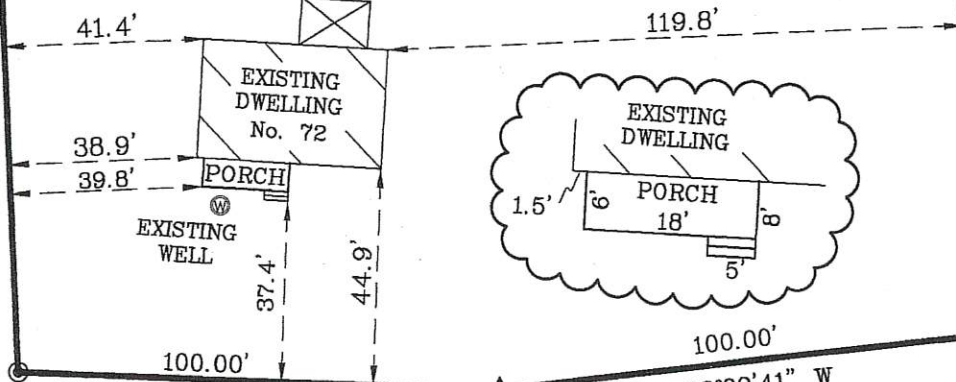 41.4'
119.8'
EXISTING
DWELLING
No. 72
38.9'
39.8'
PORCH
W
EXISTING
WELL
37.4'
44.9'
EXISTING
DWELLING
1.5'
6'
PORCH
18'
8'
5'
100.00'
100.00'
41" W